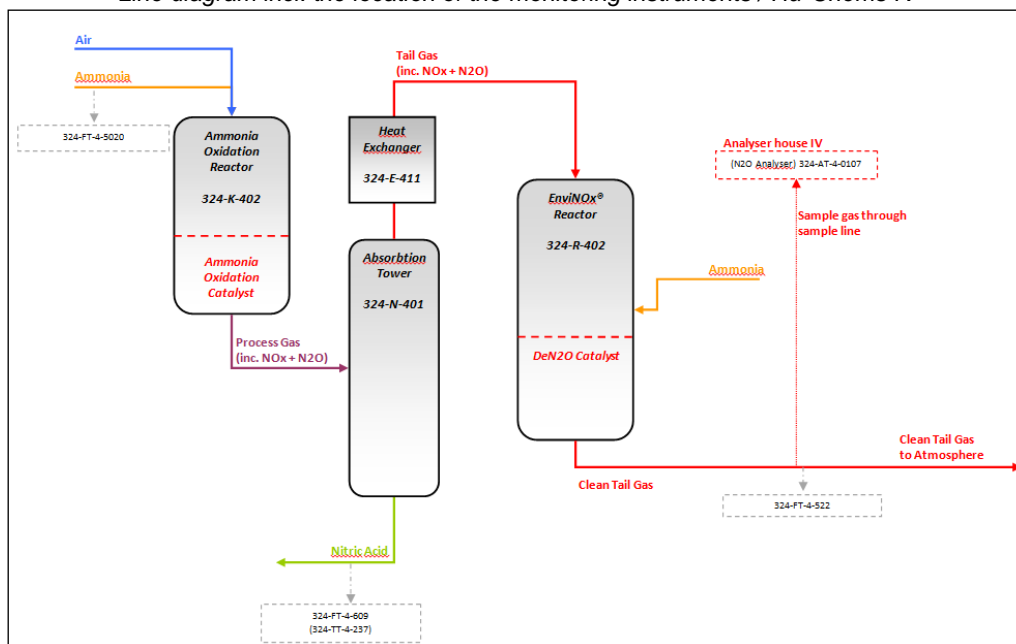 Line diagram incl. the location of the monitoring instruments / Hu-Chems IV
Air
Ammonia
324-FT-4-5020
Ammonia
Oxidation
Reactor
324-K-402
Ammonia
Oxidation
Catalyst
Process Gas
(inc. NOx + N2O)
Tail Gas
(inc. NOx + N2O)
Heat
Exchanger
324-E-411
Absorbtion
Tower
324-N-401
Nitric Acid
324-FT-4-609
(324-TT-4-237)
EnviNOx®
Reactor
324-R-402
DeN2O Catalyst
Ammonia
Analyser house IV
(N2O Analyser) 324-AT-4-0107
Sample gas through
sample line
Clean Tail Gas
Clean Tail Gas
to Atmosphere
324-FT-4-522